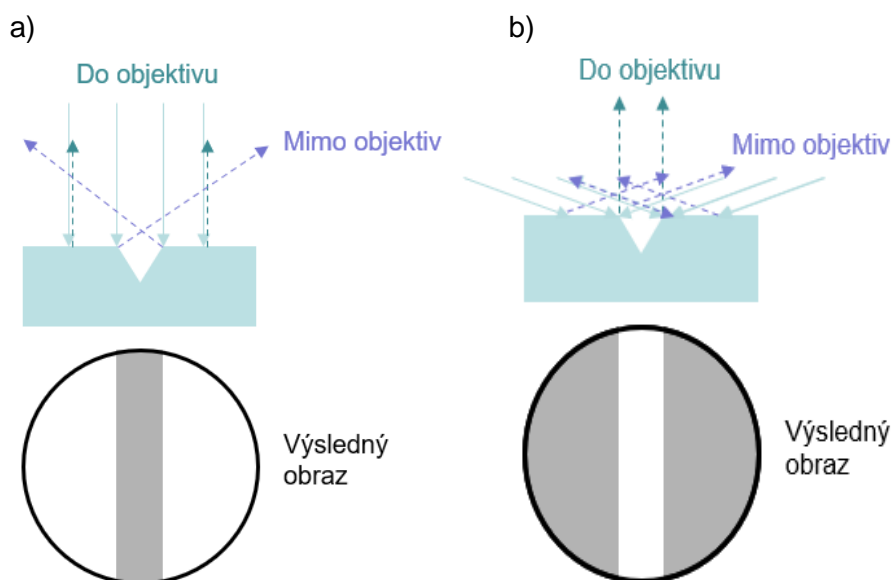 a)
Do objektivu
Mimo objektiv
Výsledný
obraz
b)
Do objektivu
Mimo objektiv
Výsledný
obraz